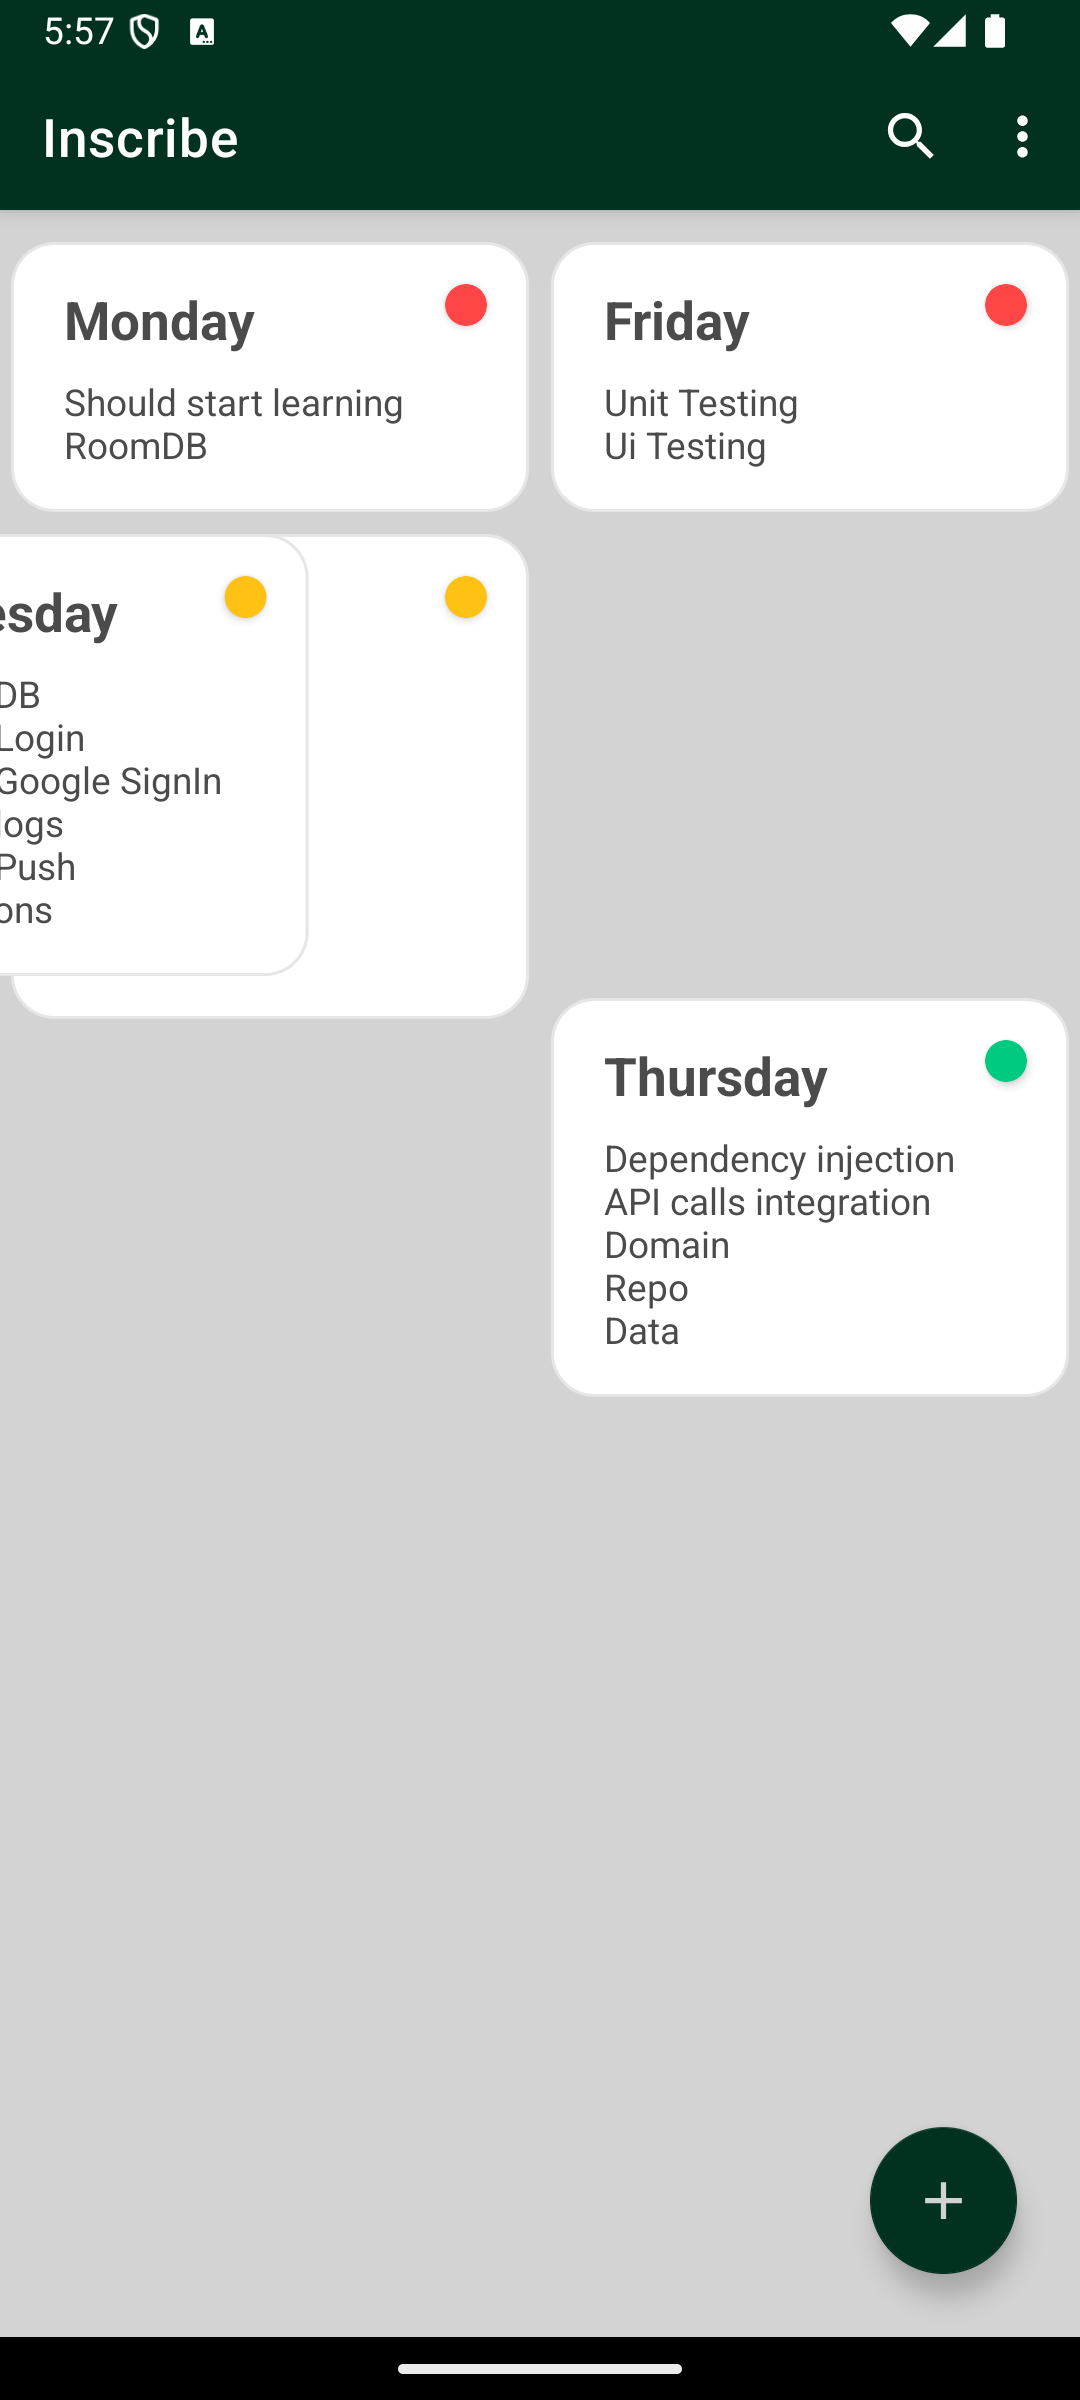 5:57
Inscribe
Monday
Should start learning
RoomDB
Friday
Unit Testing
Ui Testing
esday
DB
Login
Google SignIn
logs
Push
ons
Thursday
Dependency injection
API calls integration
Domain
Repo
Data